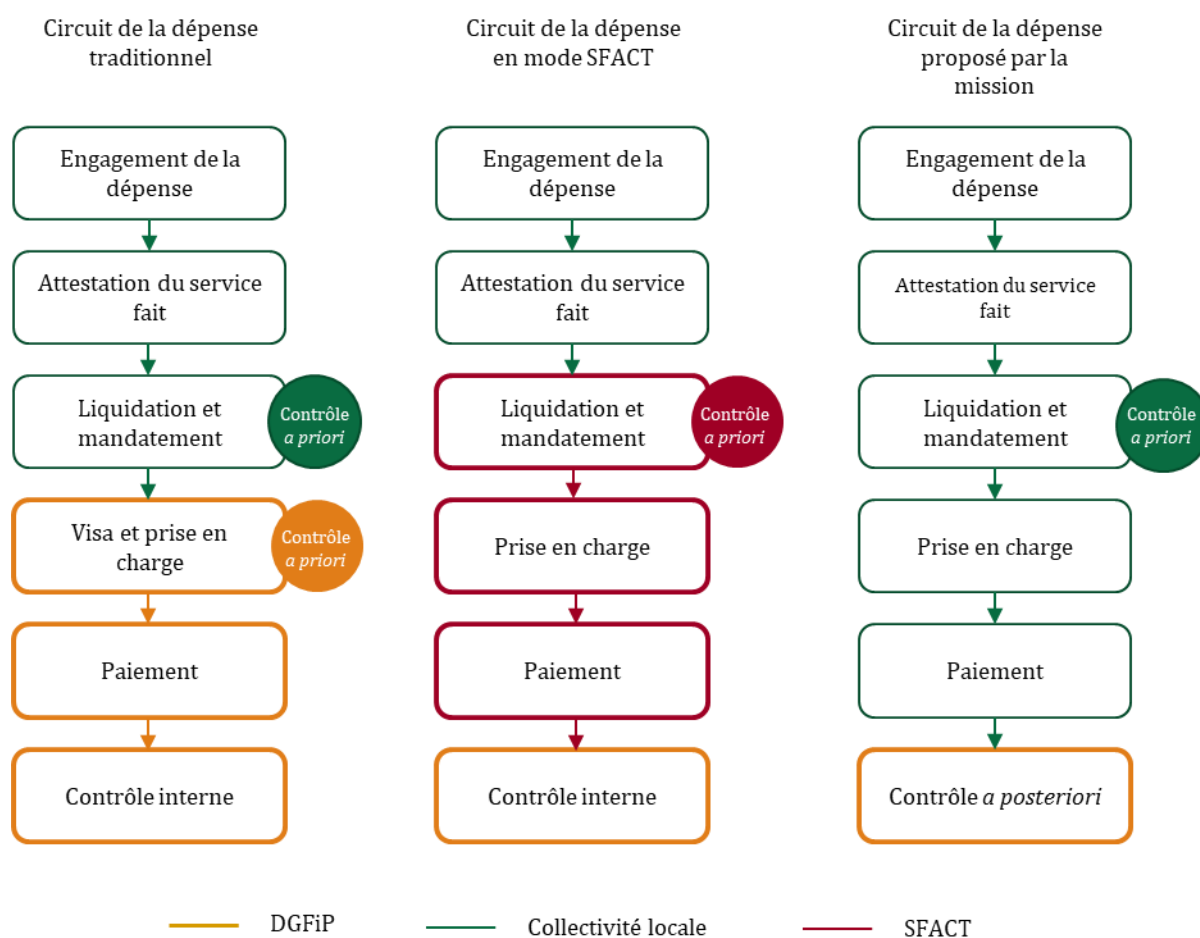 Circuit de la dépense
traditionnel
Engagement de la
dépense
Attestation du service
fait
Liquidation et
mandatement
Contrôle
a priori
Visa et prise en
charge
Contrôle
a priori
Paiement
Contrôle interne
Circuit de la dépense
en mode SFACT
Engagement de la
dépense
Attestation du service
fait
Liquidation et
mandatement
Contrôle
a priori
Prise en charge
Paiement
Contrôle interne
Circuit de la dépense
proposé par la
mission
Engagement de la
dépense
Attestation du service
fait
Liquidation et
mandatement
Contrôle
a priori
Prise en charge
Paiement
Contrôle a posteriori
DGFiP
Collectivité locale
SFACT